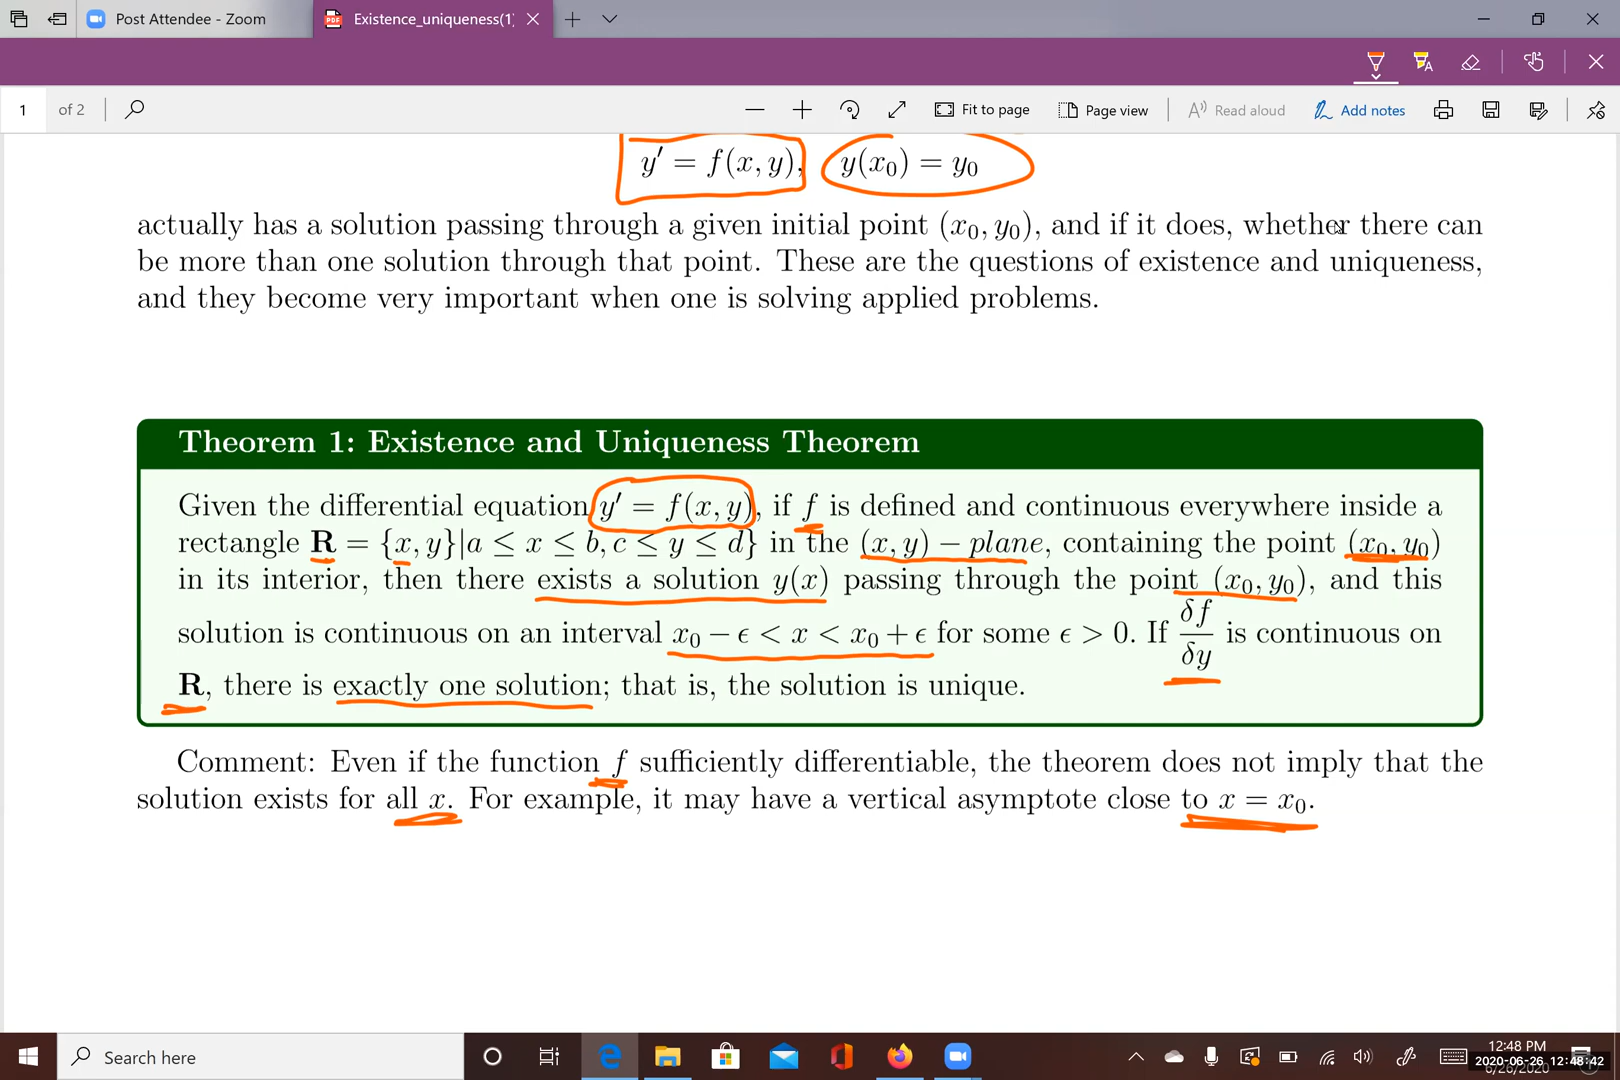 Post Attendee - Zoom
Existence_uniqueness(1)
1 of 2
Fit to page
Page view
Read aloud
Add notes
y′ = f(x, y), y(x₀) = y₀
actually has a solution passing through a given initial point (x₀, y₀), and if it does, whether there can
be more than one solution through that point. These are the questions of existence and uniqueness,
and they become very important when one is solving applied problems.
Theorem 1: Existence and Uniqueness Theorem
Given the differential equation y′ = f(x, y), if f is defined and continuous everywhere inside a
rectangle R = {x, y}|a ≤ x ≤ b, c ≤ y ≤ d} in the (x, y) − plane, containing the point (x₀, y₀)
in its interior, then there exists a solution y(x) passing through the point (x₀, y₀), and this
solution is continuous on an interval x₀ − ϵ < x < x₀ + ϵ for some ϵ > 0. If δf/δy is continuous on
R, there is exactly one solution; that is, the solution is unique.
Comment: Even if the function f sufficiently differentiable, the theorem does not imply that the
solution exists for all x. For example, it may have a vertical asymptote close to x = x₀.
Search here
12:48 PM
2020-06-26 12:48:42
6/26/2020